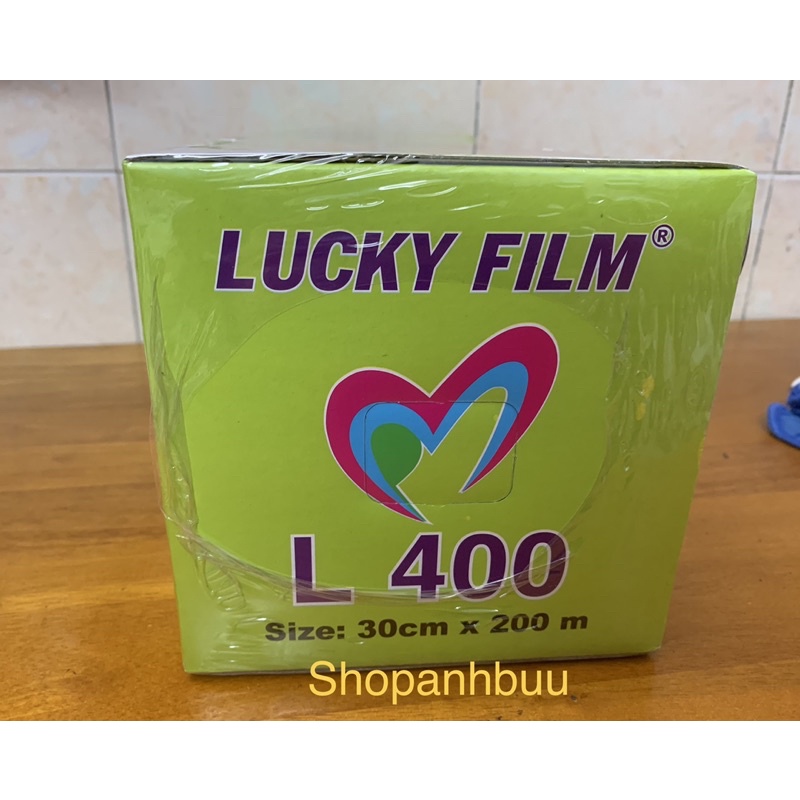 LUCKY FILM®
L 400
Size: 30cm x 200 m
Shopanhbuu